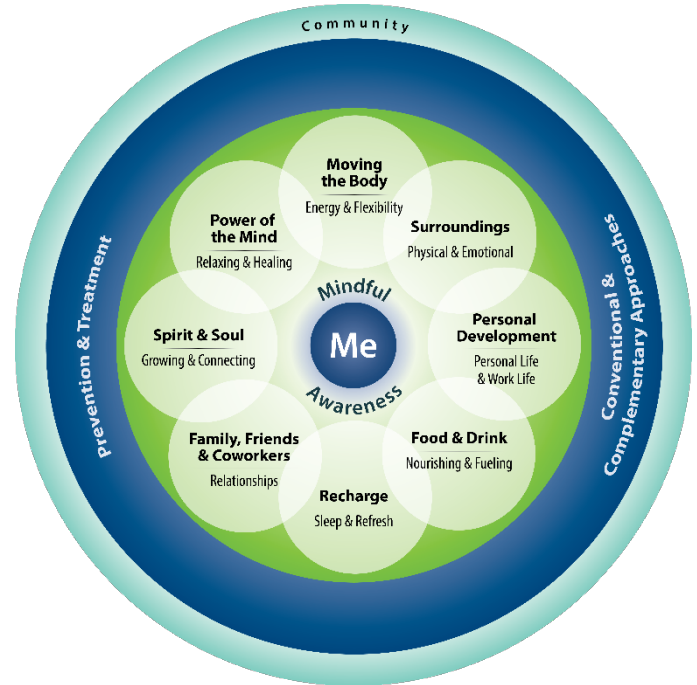 Community
Prevention & Treatment
Conventional &
Complementary Approaches
Moving
the Body
Energy & Flexibility
Surroundings
Physical & Emotional
Personal
Development
Personal Life
& Work Life
Food & Drink
Nourishing & Fueling
Recharge
Sleep & Refresh
Family, Friends
& Coworkers
Relationships
Spirit & Soul
Growing & Connecting
Power of
the Mind
Relaxing & Healing
Mindful
Me
Awareness